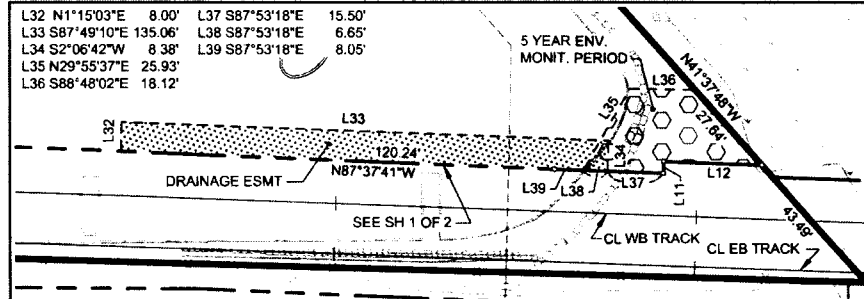 L32 N1°15'03"E 8.00' L37 S87°53'18"E 15.50'
L33 S87°49'10"E 135.06' L38 S87°53'18"E 6.65'
L34 S2°06'42"W 8.38' L39 S87°53'18"E 8.05'
L35 N29°55'37"E 25.93'
L36 S88°48'02"E 18.12'
5 YEAR ENV.
MONIT. PERIOD
L36
N41°37'48"W
27.64'
L35
L32
L33
L34
120.24'
N87°37'41"W
DRAINAGE ESMT
L39
L38
L37
L11
L12
SEE SH 1 OF 2
43.49'
CL WB TRACK
CL EB TRACK